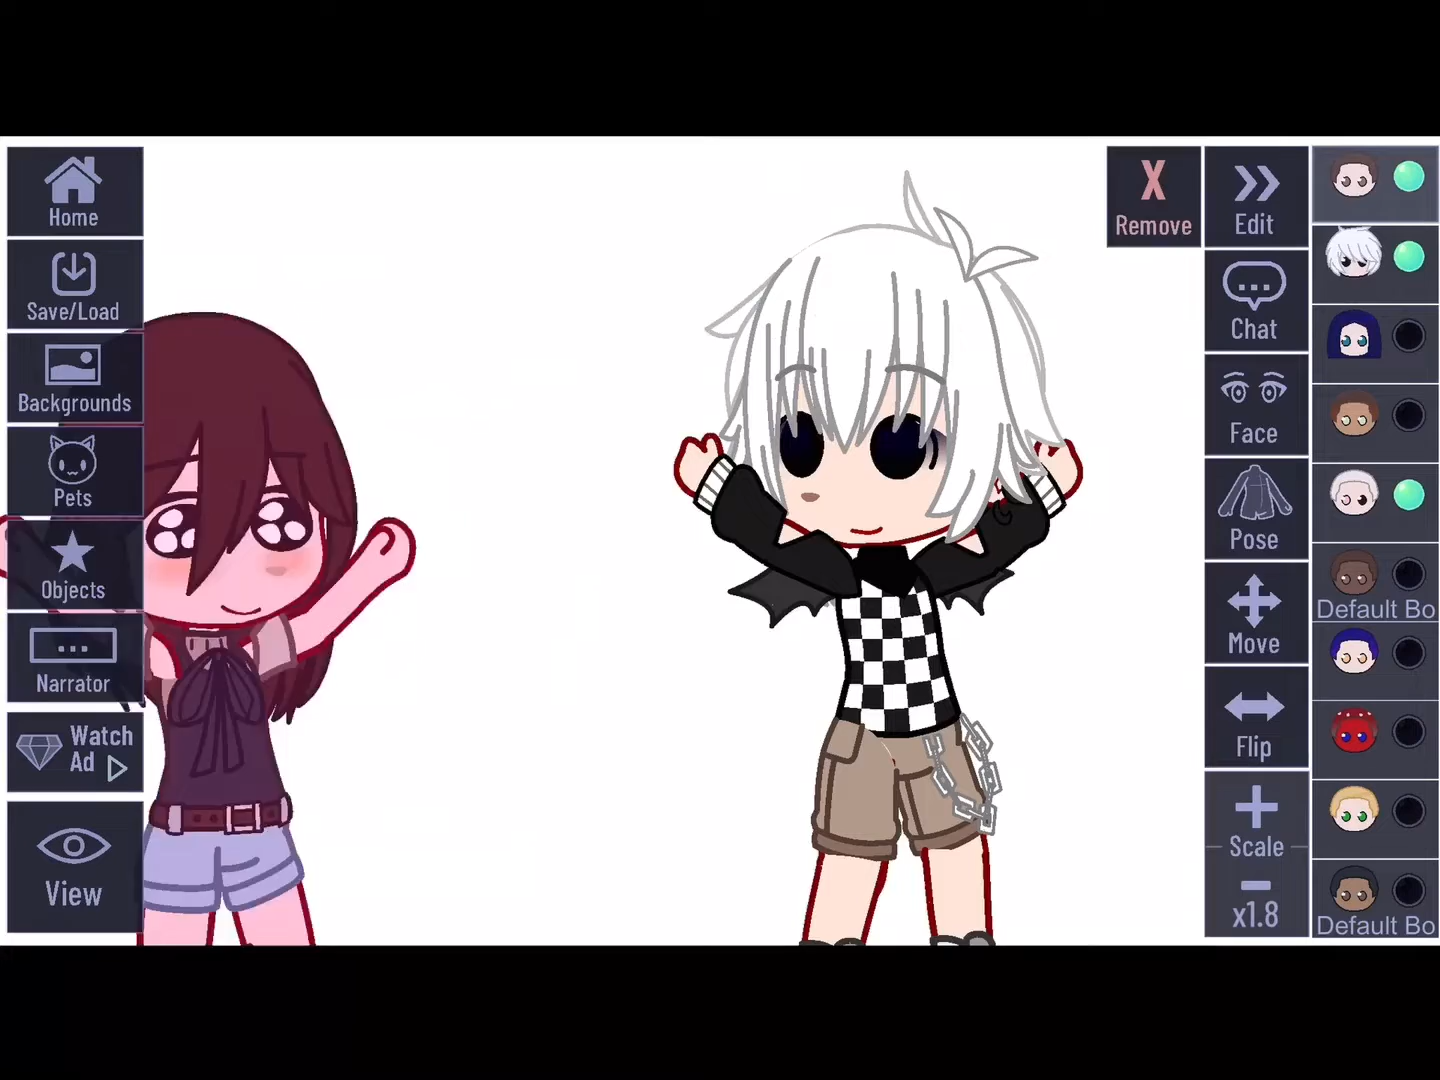 Home
Save/Load
Backgrounds
Pets
Objects
...
Narrator
Watch
Ad
View
X
Remove
Edit
...
Chat
Face
Pose
Move
Flip
Scale
x1.8
Default Bo
Default Bo